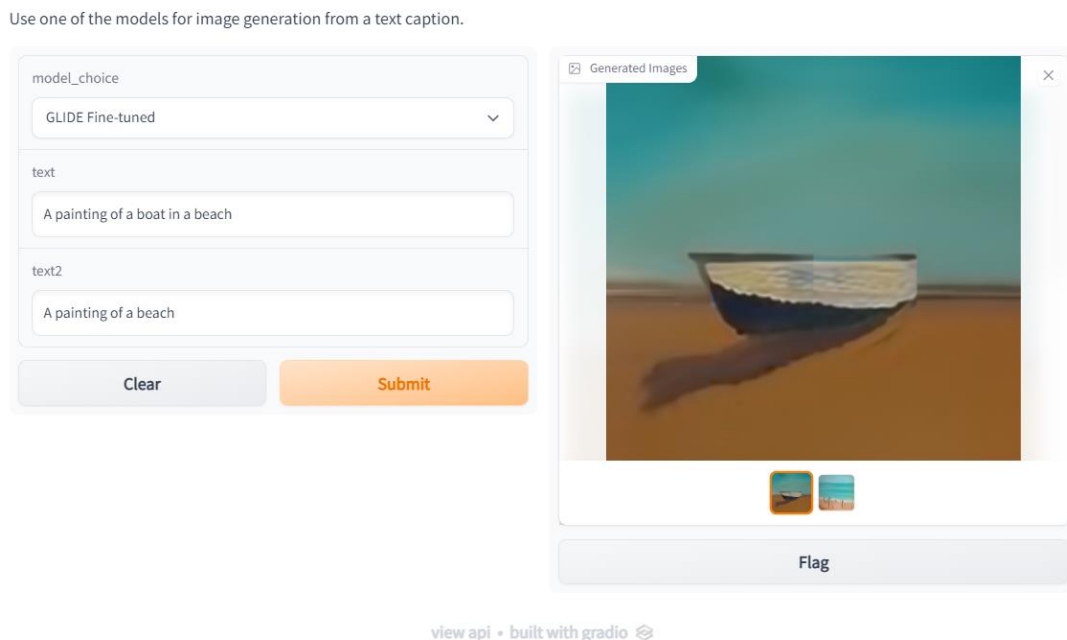 Use one of the models for image generation from a text caption.
model_choice
GLIDE Fine-tuned
text
A painting of a boat in a beach
text2
A painting of a beach
Clear
Submit
Generated Images
Flag
view api • built with gradio